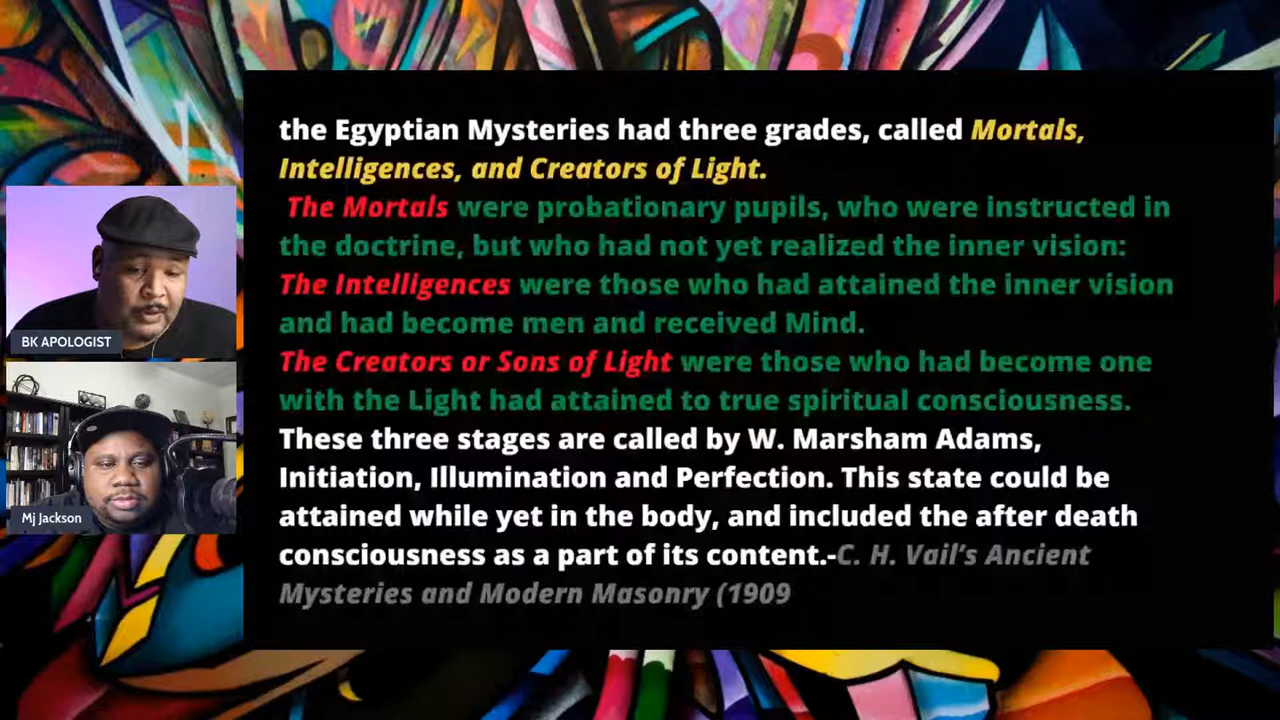 the Egyptian Mysteries had three grades, called Mortals,
Intelligences, and Creators of Light.
The Mortals were probationary pupils, who were instructed in
the doctrine, but who had not yet realized the inner vision:
The Intelligences were those who had attained the inner vision
and had become men and received Mind.
The Creators or Sons of Light were those who had become one
with the Light had attained to true spiritual consciousness.
These three stages are called by W. Marsham Adams,
Initiation, Illumination and Perfection. This state could be
attained while yet in the body, and included the after death
consciousness as a part of its content.-C. H. Vail’s Ancient
Mysteries and Modern Masonry (1909
BK APOLOGIST
Mj Jackson